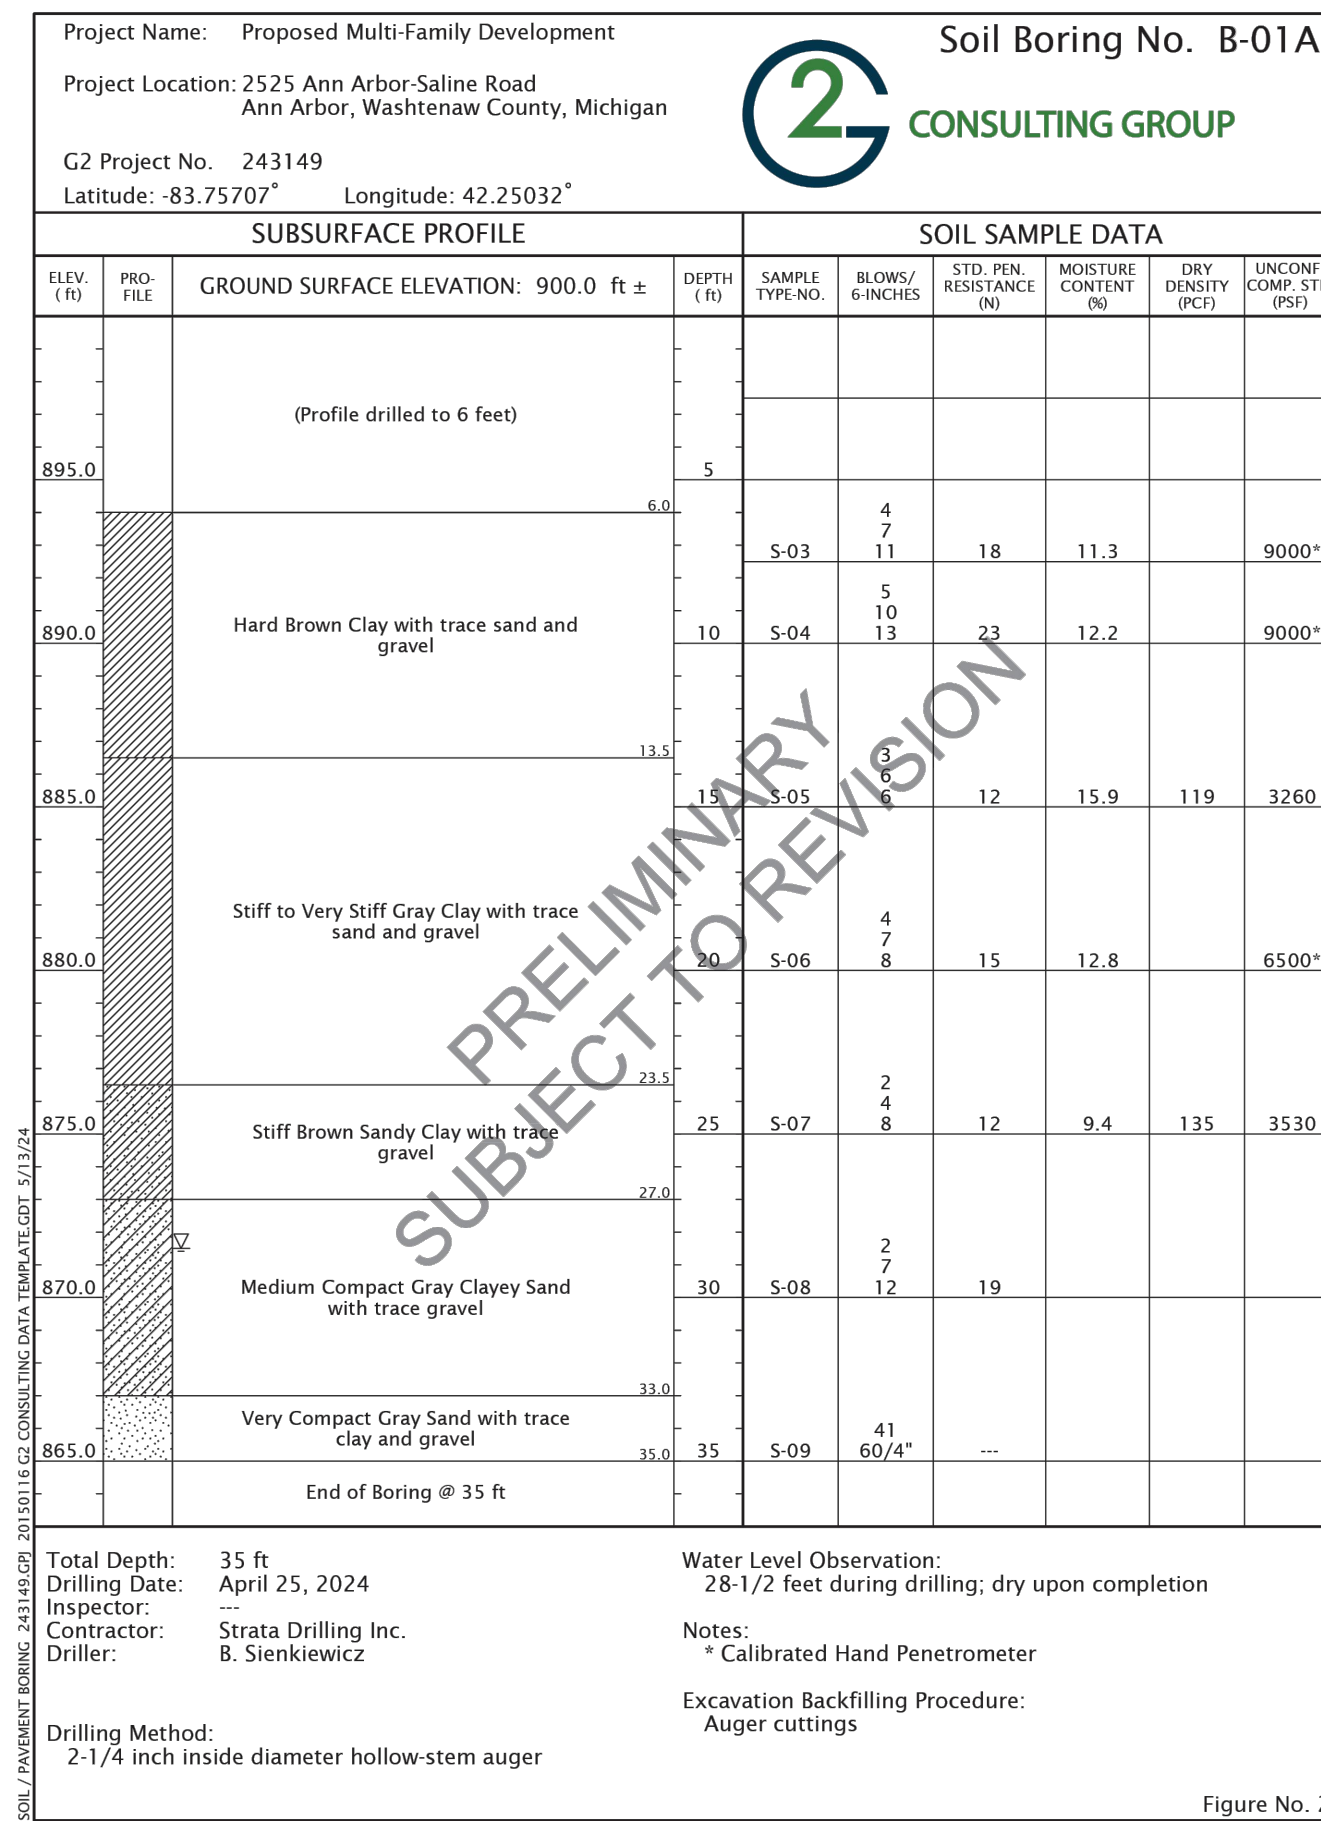 Project Name: Proposed Multi-Family Development
Project Location: 2525 Ann Arbor-Saline Road
Ann Arbor, Washtenaw County, Michigan
G2 Project No. 243149
Latitude: -83.75707° Longitude: 42.25032°
G2 CONSULTING GROUP
Soil Boring No. B-01A
SUBSURFACE PROFILE
SOIL SAMPLE DATA
ELEV. ( ft)
PRO-FILE
GROUND SURFACE ELEVATION: 900.0 ft ±
DEPTH ( ft)
SAMPLE TYPE-NO.
BLOWS/ 6-INCHES
STD. PEN. RESISTANCE (N)
MOISTURE CONTENT (%)
DRY DENSITY (PCF)
UNCONF COMP. ST (PSF)
(Profile drilled to 6 feet)
895.0 5
6.0
4
7
S-03 11 18 11.3 9000*
5
10
890.0 10 S-04 13 23 12.2 9000*
Hard Brown Clay with trace sand and
gravel
13.5
3
6
885.0 15 S-05 6 12 15.9 119 3260
Stiff to Very Stiff Gray Clay with trace
sand and gravel
4
7
880.0 20 S-06 8 15 12.8 6500*
23.5
2
4
875.0 25 S-07 8 12 9.4 135 3530
Stiff Brown Sandy Clay with trace
gravel
27.0
2
7
870.0 30 S-08 12 19
Medium Compact Gray Clayey Sand
with trace gravel
33.0
Very Compact Gray Sand with trace
clay and gravel
41
865.0 35.0 35 S-09 60/4" ---
End of Boring @ 35 ft
PRELIMINARY
SUBJECT TO REVISION
Total Depth: 35 ft
Drilling Date: April 25, 2024
Inspector: ---
Contractor: Strata Drilling Inc.
Driller: B. Sienkiewicz
Drilling Method:
2-1/4 inch inside diameter hollow-stem auger
Water Level Observation:
28-1/2 feet during drilling; dry upon completion
Notes:
* Calibrated Hand Penetrometer
Excavation Backfilling Procedure:
Auger cuttings
Figure No.
SOIL / PAVEMENT BORING 243149.GPJ 20150116 G2 CONSULTING DATA TEMPLATE.GDT 5/13/24